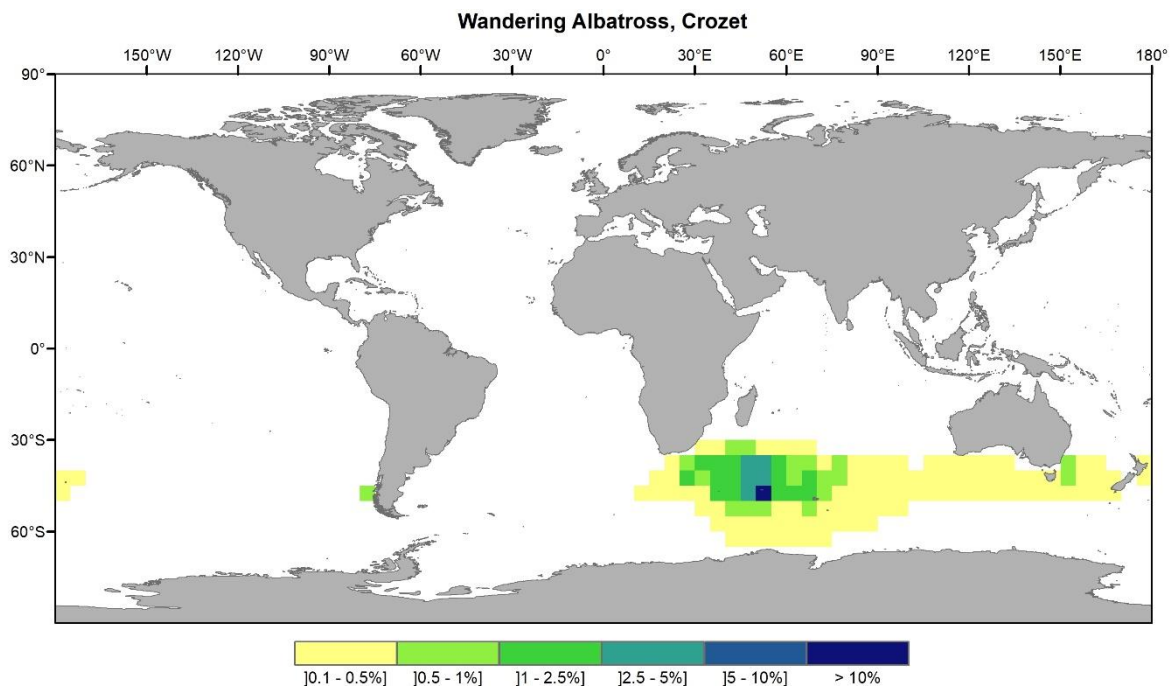 Wandering Albatross, Crozet
150°W 120°W 90°W 60°W 30°W 0° 30°E 60°E 90°E 120°E 150°E 180°
90°
60°N
30°N
0°
30°S
60°S
]0.1 - 0.5%] ]0.5 - 1%] ]1 - 2.5%] ]2.5 - 5%] ]5 - 10%] > 10%